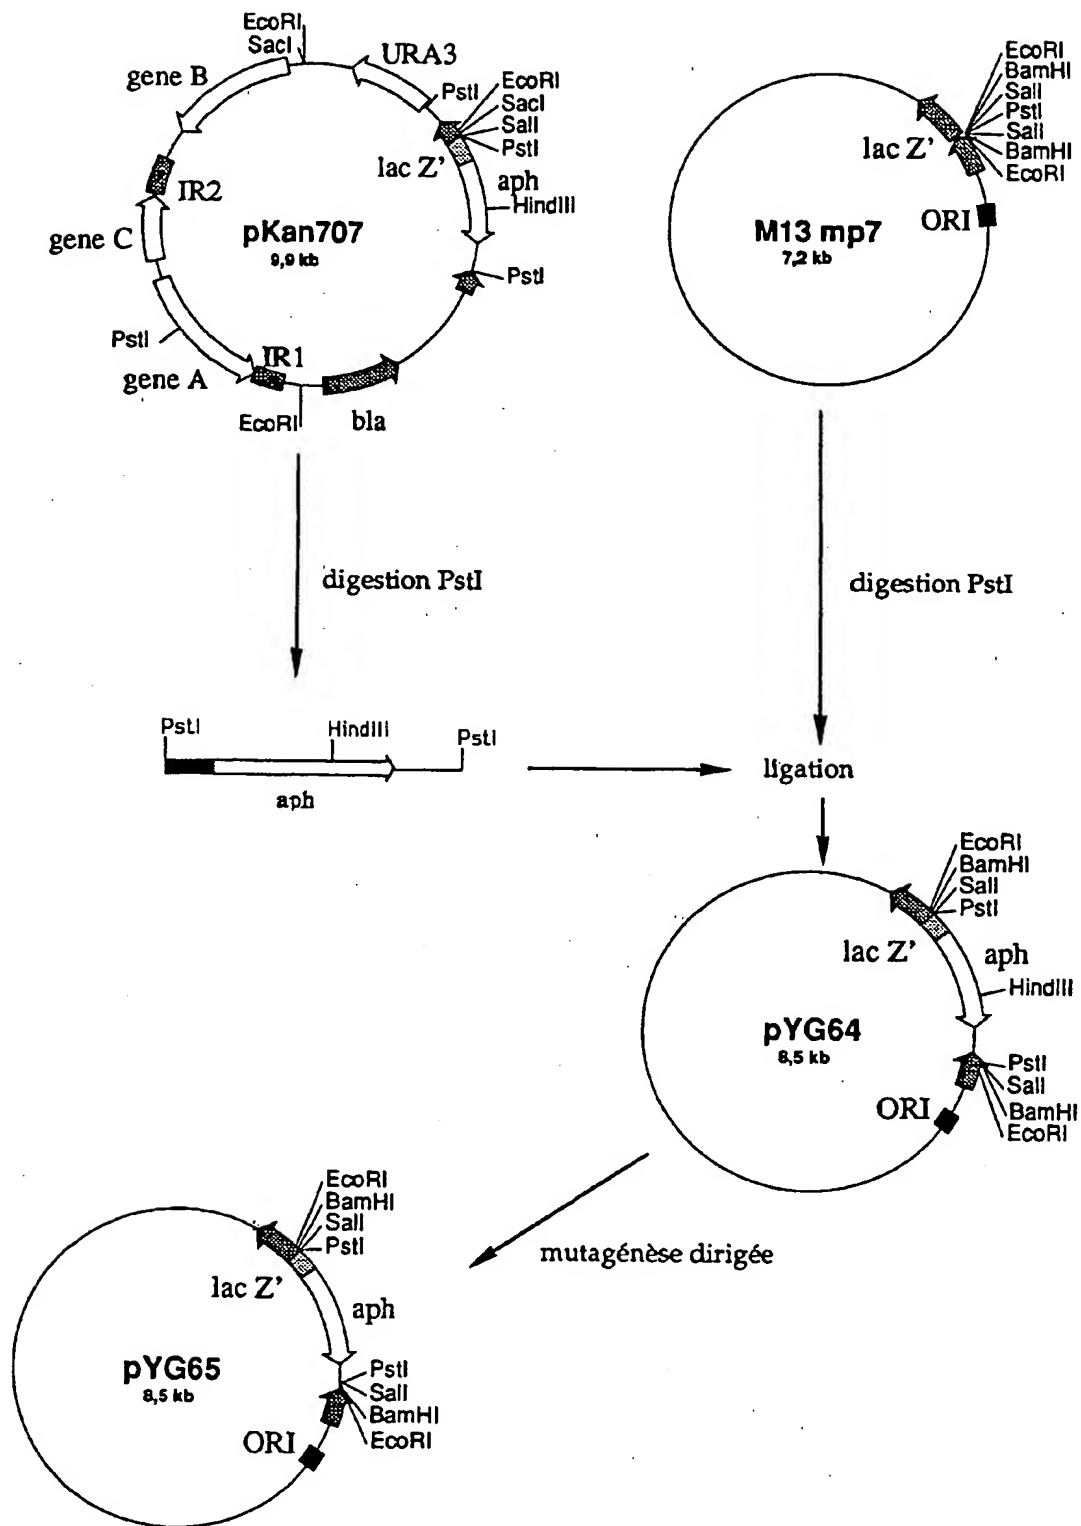 EcoRI
SacI
URA3
gene B
PstI
EcoRI
SacI
SalI
PstI
lac Z'
aph
HindIII
IR2
gene C
pKan707
9,9 kb
PstI
PstI
IR1
gene A
EcoRI
bla
EcoRI
BamHI
SalI
PstI
SalI
BamHI
EcoRI
lac Z'
ORI
M13 mp7
7,2 kb
digestion PstI
digestion PstI
PstI
HindIII
PstI
aph
ligation
EcoRI
BamHI
SalI
PstI
lac Z'
aph
HindIII
pYG64
8,5 kb
PstI
SalI
BamHI
EcoRI
ORI
mutagénèse dirigée
EcoRI
BamHI
SalI
PstI
lac Z'
aph
pYG65
8,5 kb
PstI
SalI
BamHI
EcoRI
ORI